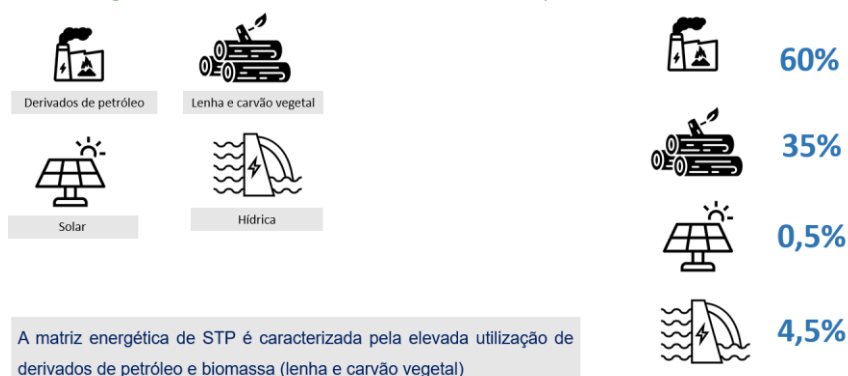 Derivados de petróleo
Lenha e carvão vegetal
Solar
Hídrica
60%
35%
0,5%
4,5%
A matriz energética de STP é caracterizada pela elevada utilização de
derivados de petróleo e biomassa (lenha e carvão vegetal)